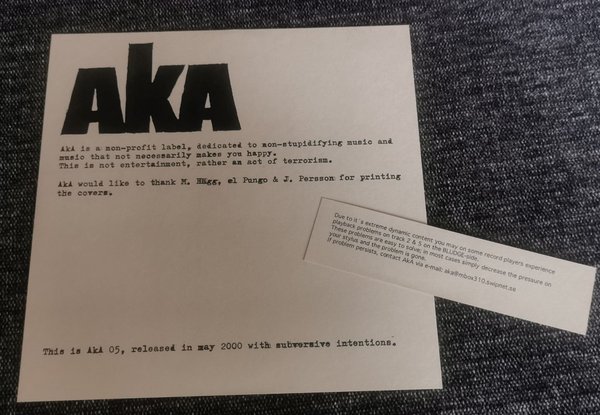 AkA
AkA is a non-profit label, dedicated to non-stupidifying music and
music that not necessarily makes you happy.
This is not entertainment, rather an act of terrorism.
AkA would like to thank M. Hägg, el Pungo & J. Persson for printing
the covers.
Due to it´s extreme dynamic content you may on some record players experience
playback problems on track 2 & 5 on the BLUDGE-side.
These problems are easy to solve; in most cases simply decrease the pressure on
your stylus and the problem is gone.
If problem persists, contact AkA via e-mail: aka@mbox310.swipnet.se
This is AkA 05, released in may 2000 with subversive intentions.